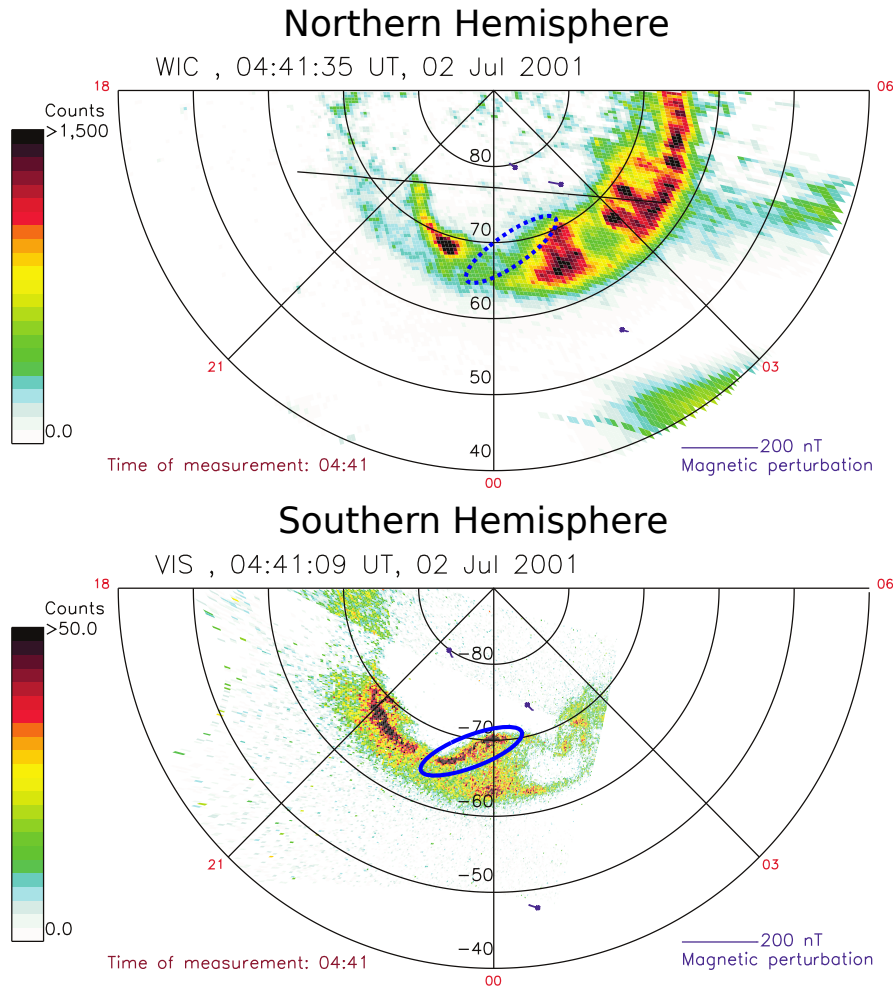 Northern Hemisphere
WIC , 04:41:35 UT, 02 Jul 2001
18
06
Counts
>1,500
80
70
60
50
40
21
03
0.0
200 nT
Time of measurement: 04:41
Magnetic perturbation
00
Southern Hemisphere
VIS , 04:41:09 UT, 02 Jul 2001
18
06
Counts
>50.0
-80
-70
-60
-50
-40
21
03
0.0
200 nT
Time of measurement: 04:41
Magnetic perturbation
00